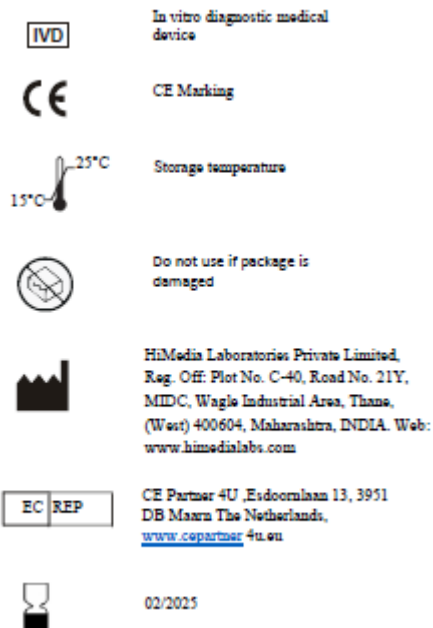 IVD
In vitro diagnostic medical
device
CE
CE Marking
25°C
15°C
Storage temperature
Do not use if package is
damaged
HiMedia Laboratories Private Limited,
Reg. Off: Plot No. C-40, Road No. 21Y,
MIDC, Wagle Industrial Area, Thane,
(West) 400604, Maharashtra, INDIA. Web:
www.himedialabs.com
EC REP
CE Partner 4U ,Esdoornlaan 13, 3951
DB Maarn The Netherlands,
www.cepartner 4u.eu
02/2025